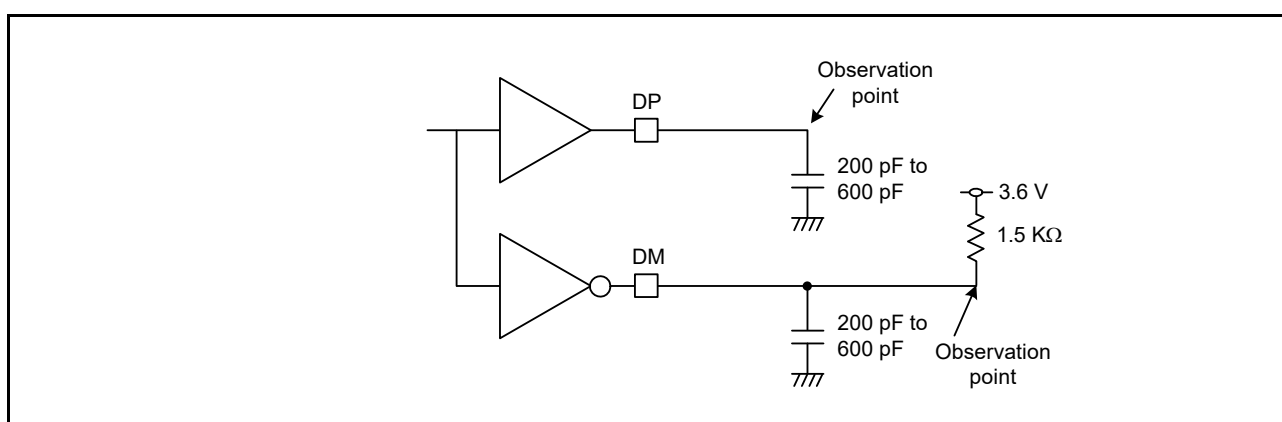 Observation
point
DP
200 pF to
600 pF
3.6 V
1.5 KΩ
DM
200 pF to
600 pF
Observation
point